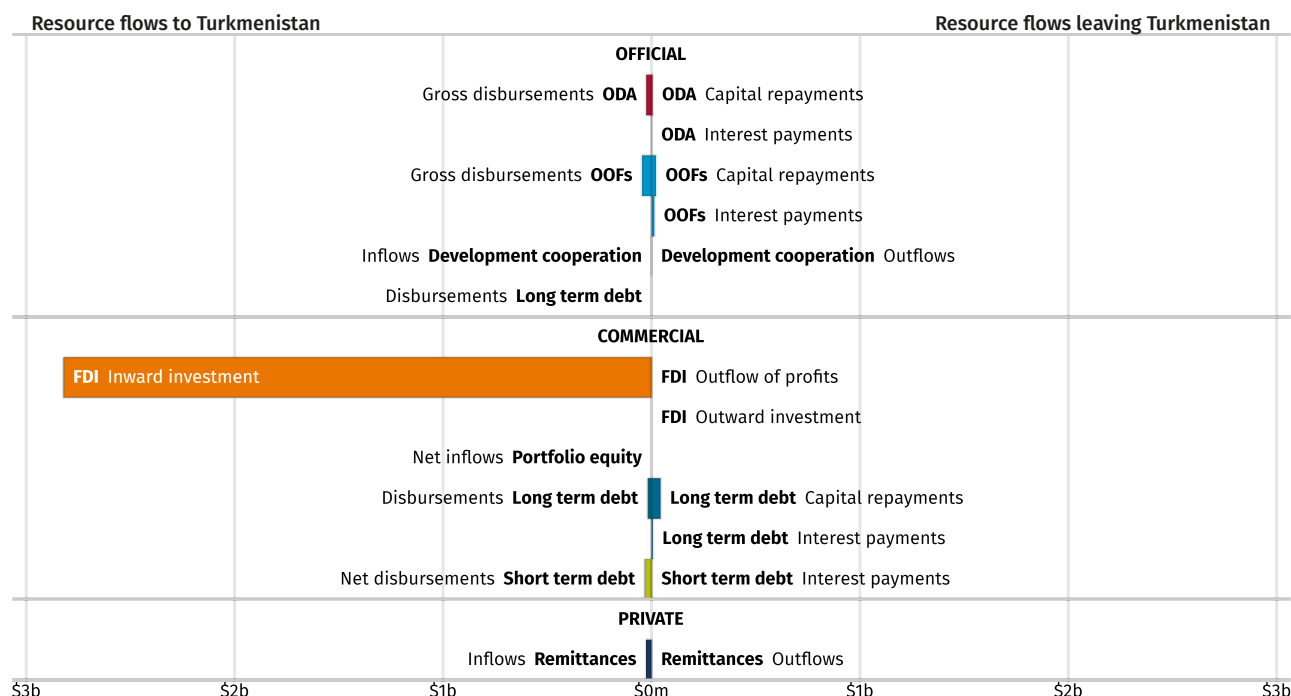 Resource flows to Turkmenistan Resource flows leaving Turkmenistan
OFFICIAL
Gross disbursements ODA ODA Capital repayments
ODA Interest payments
Gross disbursements OOFs OOFs Capital repayments
OOFs Interest payments
Inflows Development cooperation Development cooperation Outflows
Disbursements Long term debt
COMMERCIAL
FDI Inward investment FDI Outflow of profits
FDI Outward investment
Net inflows Portfolio equity
Disbursements Long term debt Long term debt Capital repayments
Long term debt Interest payments
Net disbursements Short term debt Short term debt Interest payments
PRIVATE
Inflows Remittances Remittances Outflows
$3b $2b $1b $0m $1b $2b $3b